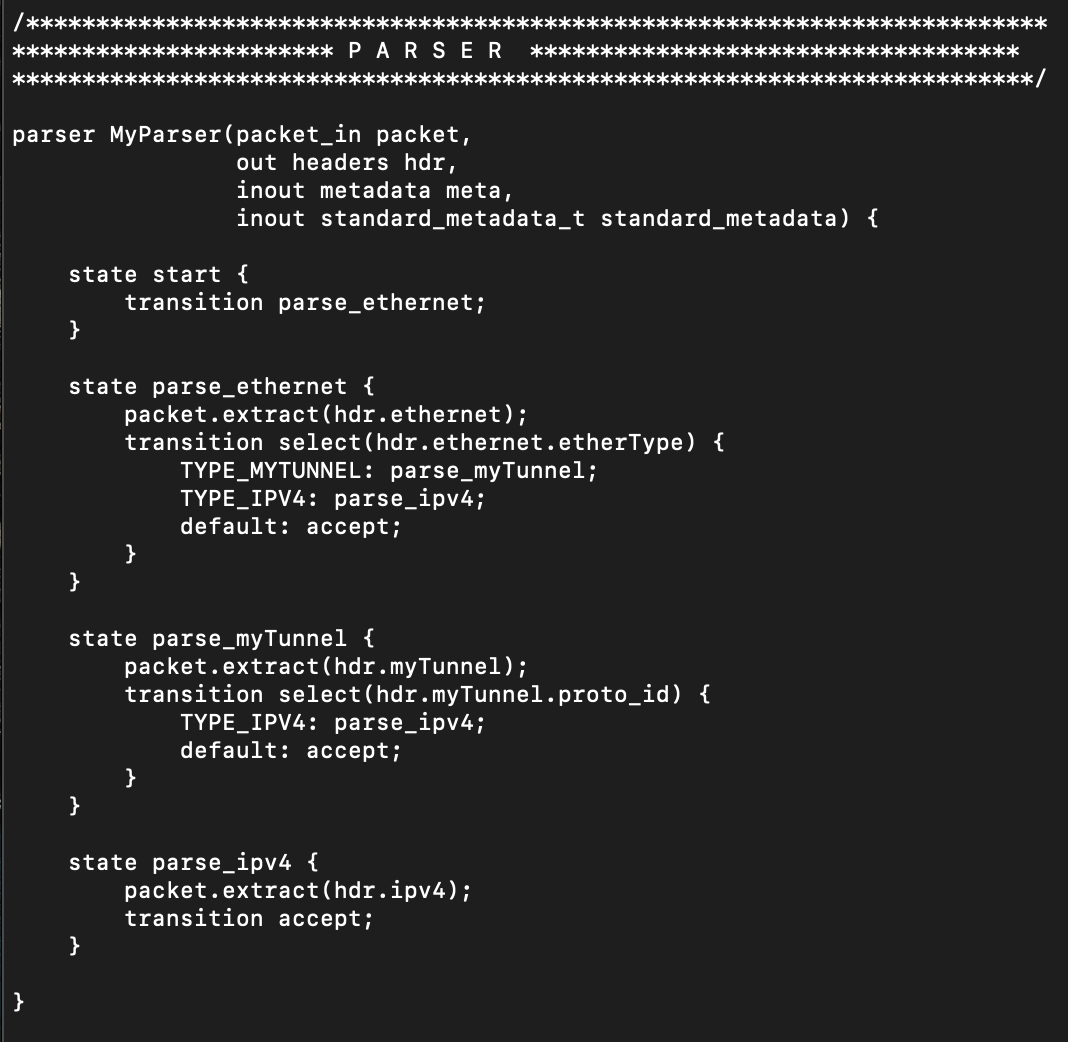 /*************************************************************************
*********************** P A R S E R  ***********************************
*************************************************************************/

parser MyParser(packet_in packet,
                out headers hdr,
                inout metadata meta,
                inout standard_metadata_t standard_metadata) {

    state start {
        transition parse_ethernet;
    }

    state parse_ethernet {
        packet.extract(hdr.ethernet);
        transition select(hdr.ethernet.etherType) {
            TYPE_MYTUNNEL: parse_myTunnel;
            TYPE_IPV4: parse_ipv4;
            default: accept;
        }
    }

    state parse_myTunnel {
        packet.extract(hdr.myTunnel);
        transition select(hdr.myTunnel.proto_id) {
            TYPE_IPV4: parse_ipv4;
            default: accept;
        }
    }

    state parse_ipv4 {
        packet.extract(hdr.ipv4);
        transition accept;
    }

}